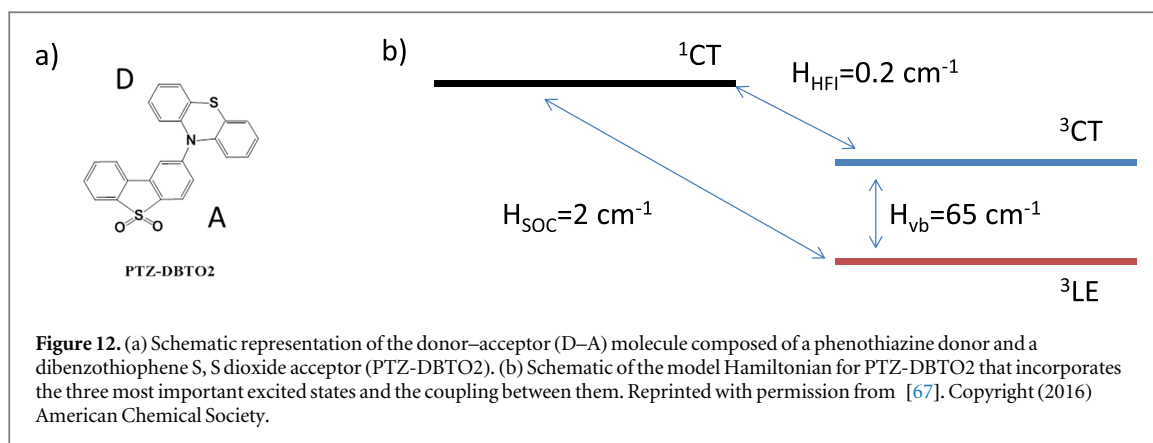 a)
D
S
N
S
O
O
A
PTZ-DBTO2
b)
¹CT
H_HFI=0.2 cm⁻¹
³CT
H_SOC=2 cm⁻¹
H_vb=65 cm⁻¹
³LE
Figure 12. (a) Schematic representation of the donor–acceptor (D–A) molecule composed of a phenothiazine donor and a
dibenzothiophene S, S dioxide acceptor (PTZ-DBTO2). (b) Schematic of the model Hamiltonian for PTZ-DBTO2 that incorporates
the three most important excited states and the coupling between them. Reprinted with permission from [67]. Copyright (2016)
American Chemical Society.